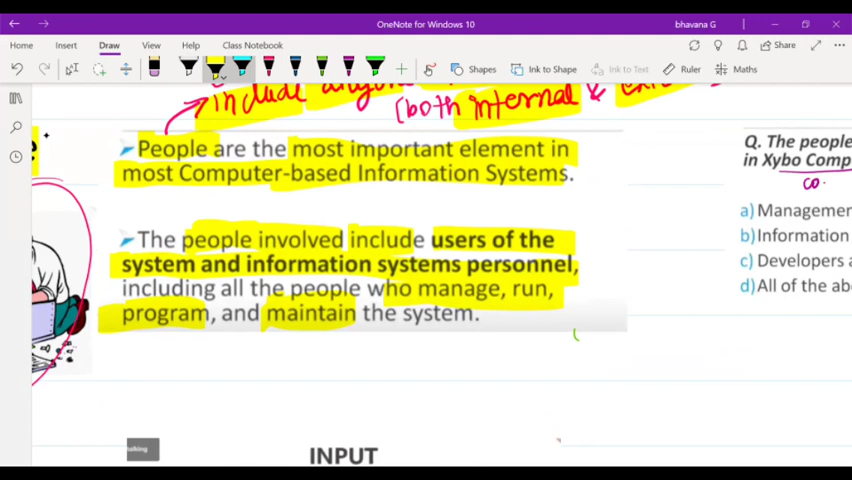 OneNote for Windows 10
bhavana G
Home Insert Draw View Help Class Notebook
Share
Shapes Ink to Shape Ink to Text Ruler Maths
include anyone
(both internal &
People are the most important element in
most Computer-based Information Systems.
The people involved include users of the
system and information systems personnel,
including all the people who manage, run,
program, and maintain the system.
Q. The people
in Xybo Comp
co
a) Managemen
b) Information
c) Developers a
d) All of the ab
talking
INPUT